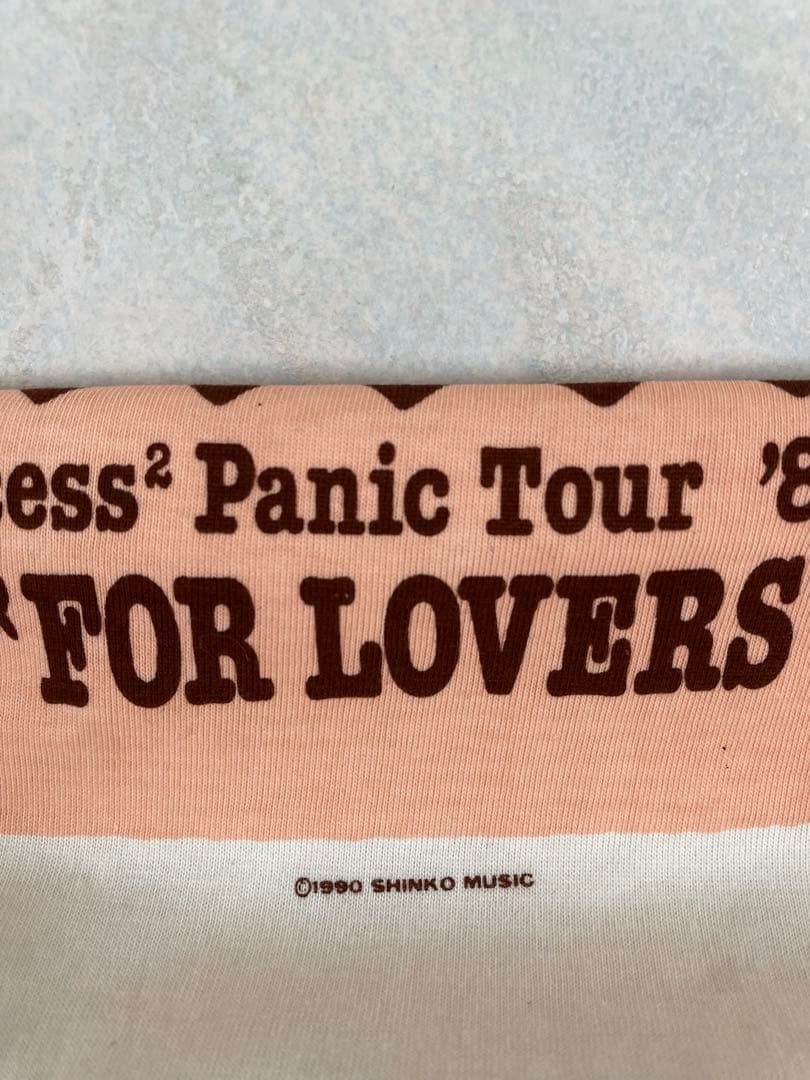 cess² Panic Tour '8
"FOR LOVERS
©1990 SHINKO MUSIC